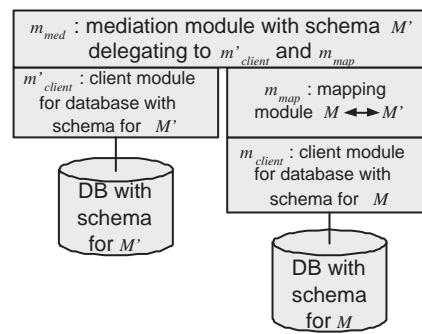 m_med : mediation module with schema M'
delegating to m'_client and m_map
m'_client : client module
for database with
schema for M'
m_map : mapping
module M ↔ M'
m_client : client module
for database with
schema for M
DB with
schema
for M'
DB with
schema
for M